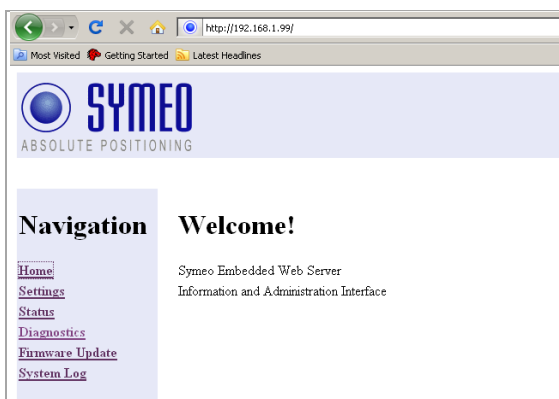 http://192.168.1.99/
Most Visited Getting Started Latest Headlines
SYMEO
ABSOLUTE POSITIONING
Navigation
Home
Settings
Status
Diagnostics
Firmware Update
System Log
Welcome!
Symeo Embedded Web Server
Information and Administration Interface